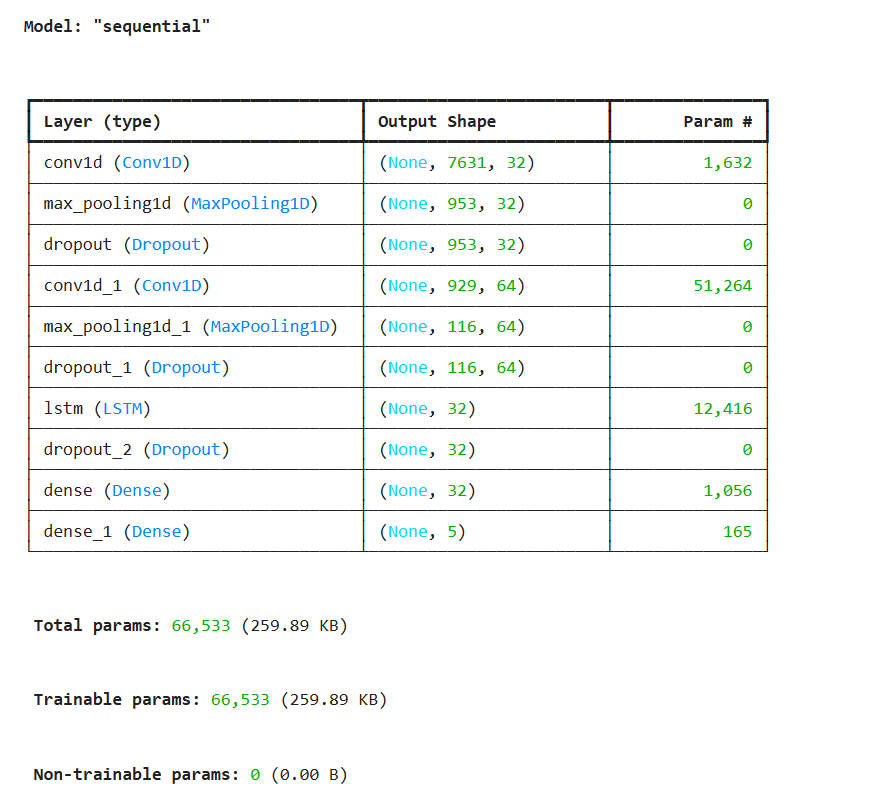 Model: "sequential"
Layer (type) Output Shape Param #
conv1d (Conv1D) (None, 7631, 32) 1,632
max_pooling1d (MaxPooling1D) (None, 953, 32) 0
dropout (Dropout) (None, 953, 32) 0
conv1d_1 (Conv1D) (None, 929, 64) 51,264
max_pooling1d_1 (MaxPooling1D) (None, 116, 64) 0
dropout_1 (Dropout) (None, 116, 64) 0
lstm (LSTM) (None, 32) 12,416
dropout_2 (Dropout) (None, 32) 0
dense (Dense) (None, 32) 1,056
dense_1 (Dense) (None, 5) 165
Total params: 66,533 (259.89 KB)
Trainable params: 66,533 (259.89 KB)
Non-trainable params: 0 (0.00 B)